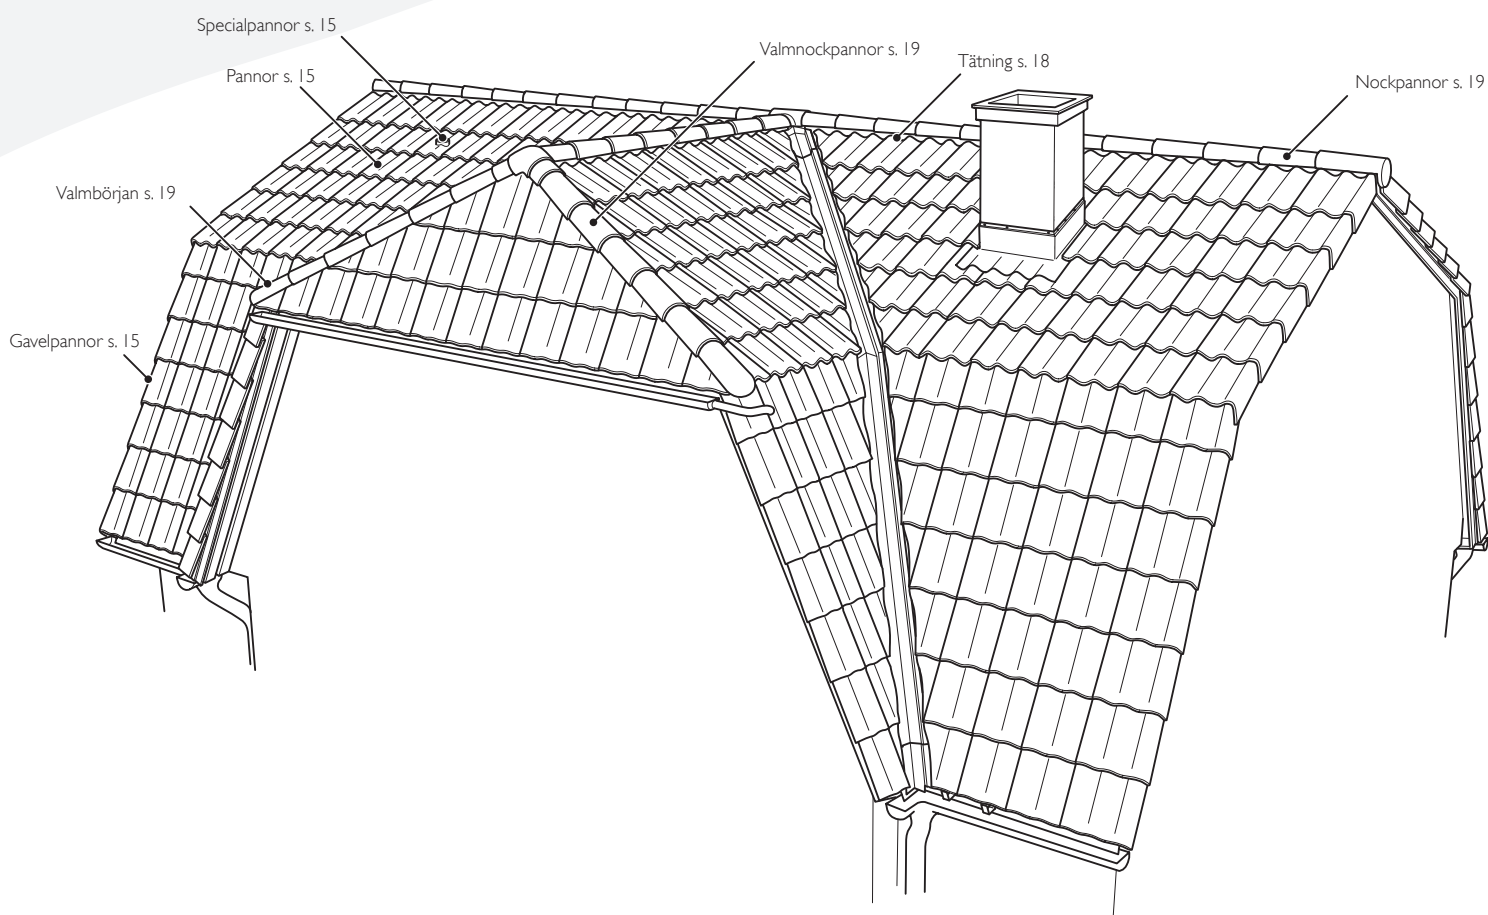 Specialpannor s. 15
Valmnockpannor s. 19
Tätning s. 18
Pannor s. 15
Nockpannor s. 19
Valmbörjan s. 19
Gavelpannor s. 15